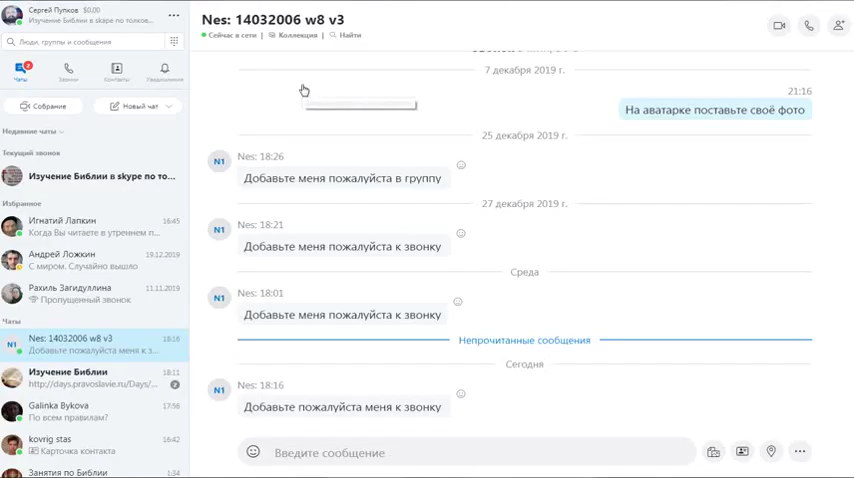 Сергей Пупков $0.00
Изучение Библии в skype по толков...
Люди, группы и сообщения
2
Чаты
Звонки
Контакты
Уведомления
Собрание
Новый чат
Недавние чаты
Текущий звонок
Изучение Библии в skype по то...
Избранное
Игнатий Лапкин 16:45
Когда Вы читаете в утреннем п...
Андрей Ложкин 19.12.2019
С миром. Случайно вышло
Рахиль Загидуллина 11.11.2019
Пропущенный звонок
Чаты
N1
Nes: 14032006 w8 v3 18:16
Добавьте пожалуйста меня к з...
Изучение Библии 18:11
http://days.pravoslavie.ru/Days/... 2
Galinka Bykova 17:56
По всем правилам?
kovrig stas 16:42
Карточка контакта
Занятия по Библии 1:34
Nes: 14032006 w8 v3
Сейчас в сети
Коллекция
Найти
7 декабря 2019 г.
21:16
На аватарке поставьте своё фото
25 декабря 2019 г.
N1
Nes: 18:26
Добавьте меня пожалуйста в группу
27 декабря 2019 г.
N1
Nes: 18:21
Добавьте меня пожалуйста к звонку
Среда
N1
Nes: 18:01
Добавьте меня пожалуйста к звонку
Непрочитанные сообщения
Сегодня
N1
Nes: 18:16
Добавьте пожалуйста меня к звонку
Введите сообщение